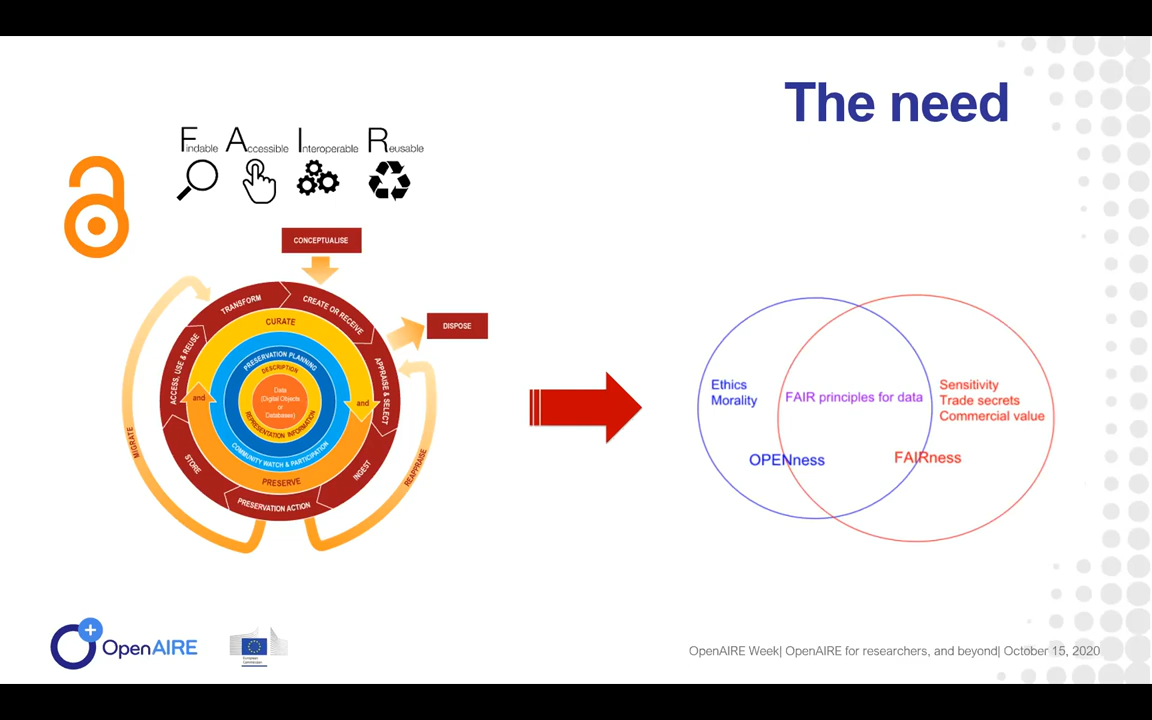 The need
Findable Accessible Interoperable Reusable
CONCEPTUALISE
DISPOSE
TRANSFORM
CREATE OR RECEIVE
APPRAISE & SELECT
INGEST
PRESERVATION ACTION
STORE
ACCESS, USE & REUSE
CURATE
and
and
PRESERVE
PRESERVATION PLANNING
COMMUNITY WATCH & PARTICIPATION
DESCRIPTION
REPRESENTATION INFORMATION
Data
(Digital Objects
or
Databases)
MIGRATE
REAPPRAISE
Ethics
Morality
FAIR principles for data
Sensitivity
Trade secrets
Commercial value
OPENness
FAIRness
OpenAIRE
European
Commission
OpenAIRE Week| OpenAIRE for researchers, and beyond| October 15, 2020